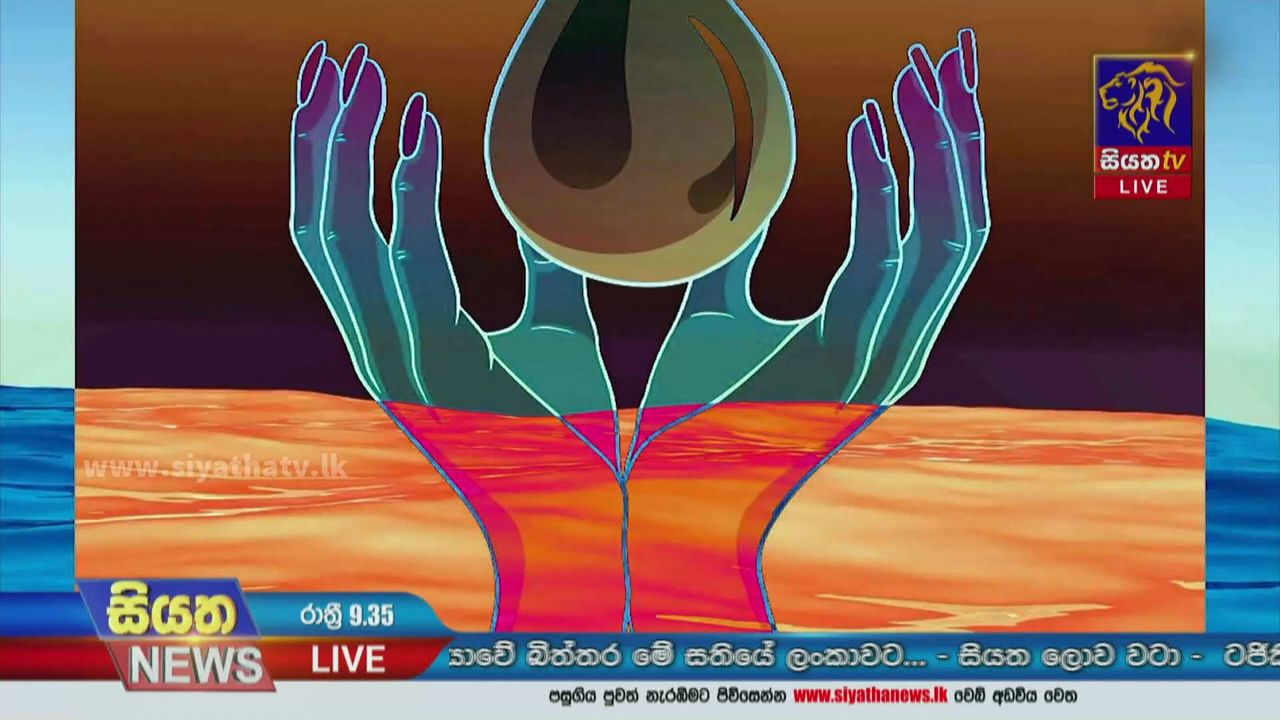 සියත tv
LIVE
www.siyathatv.lk
සියත
NEWS
රාත්‍රී 9.35
LIVE
බිත්තර මේ සතියේ ලංකාවට... - සියත ලොව වටා -
පසුගිය පුවත් නැරඹීමට පිවිසෙන්න www.siyathanews.lk වෙබ් අඩවිය වෙත